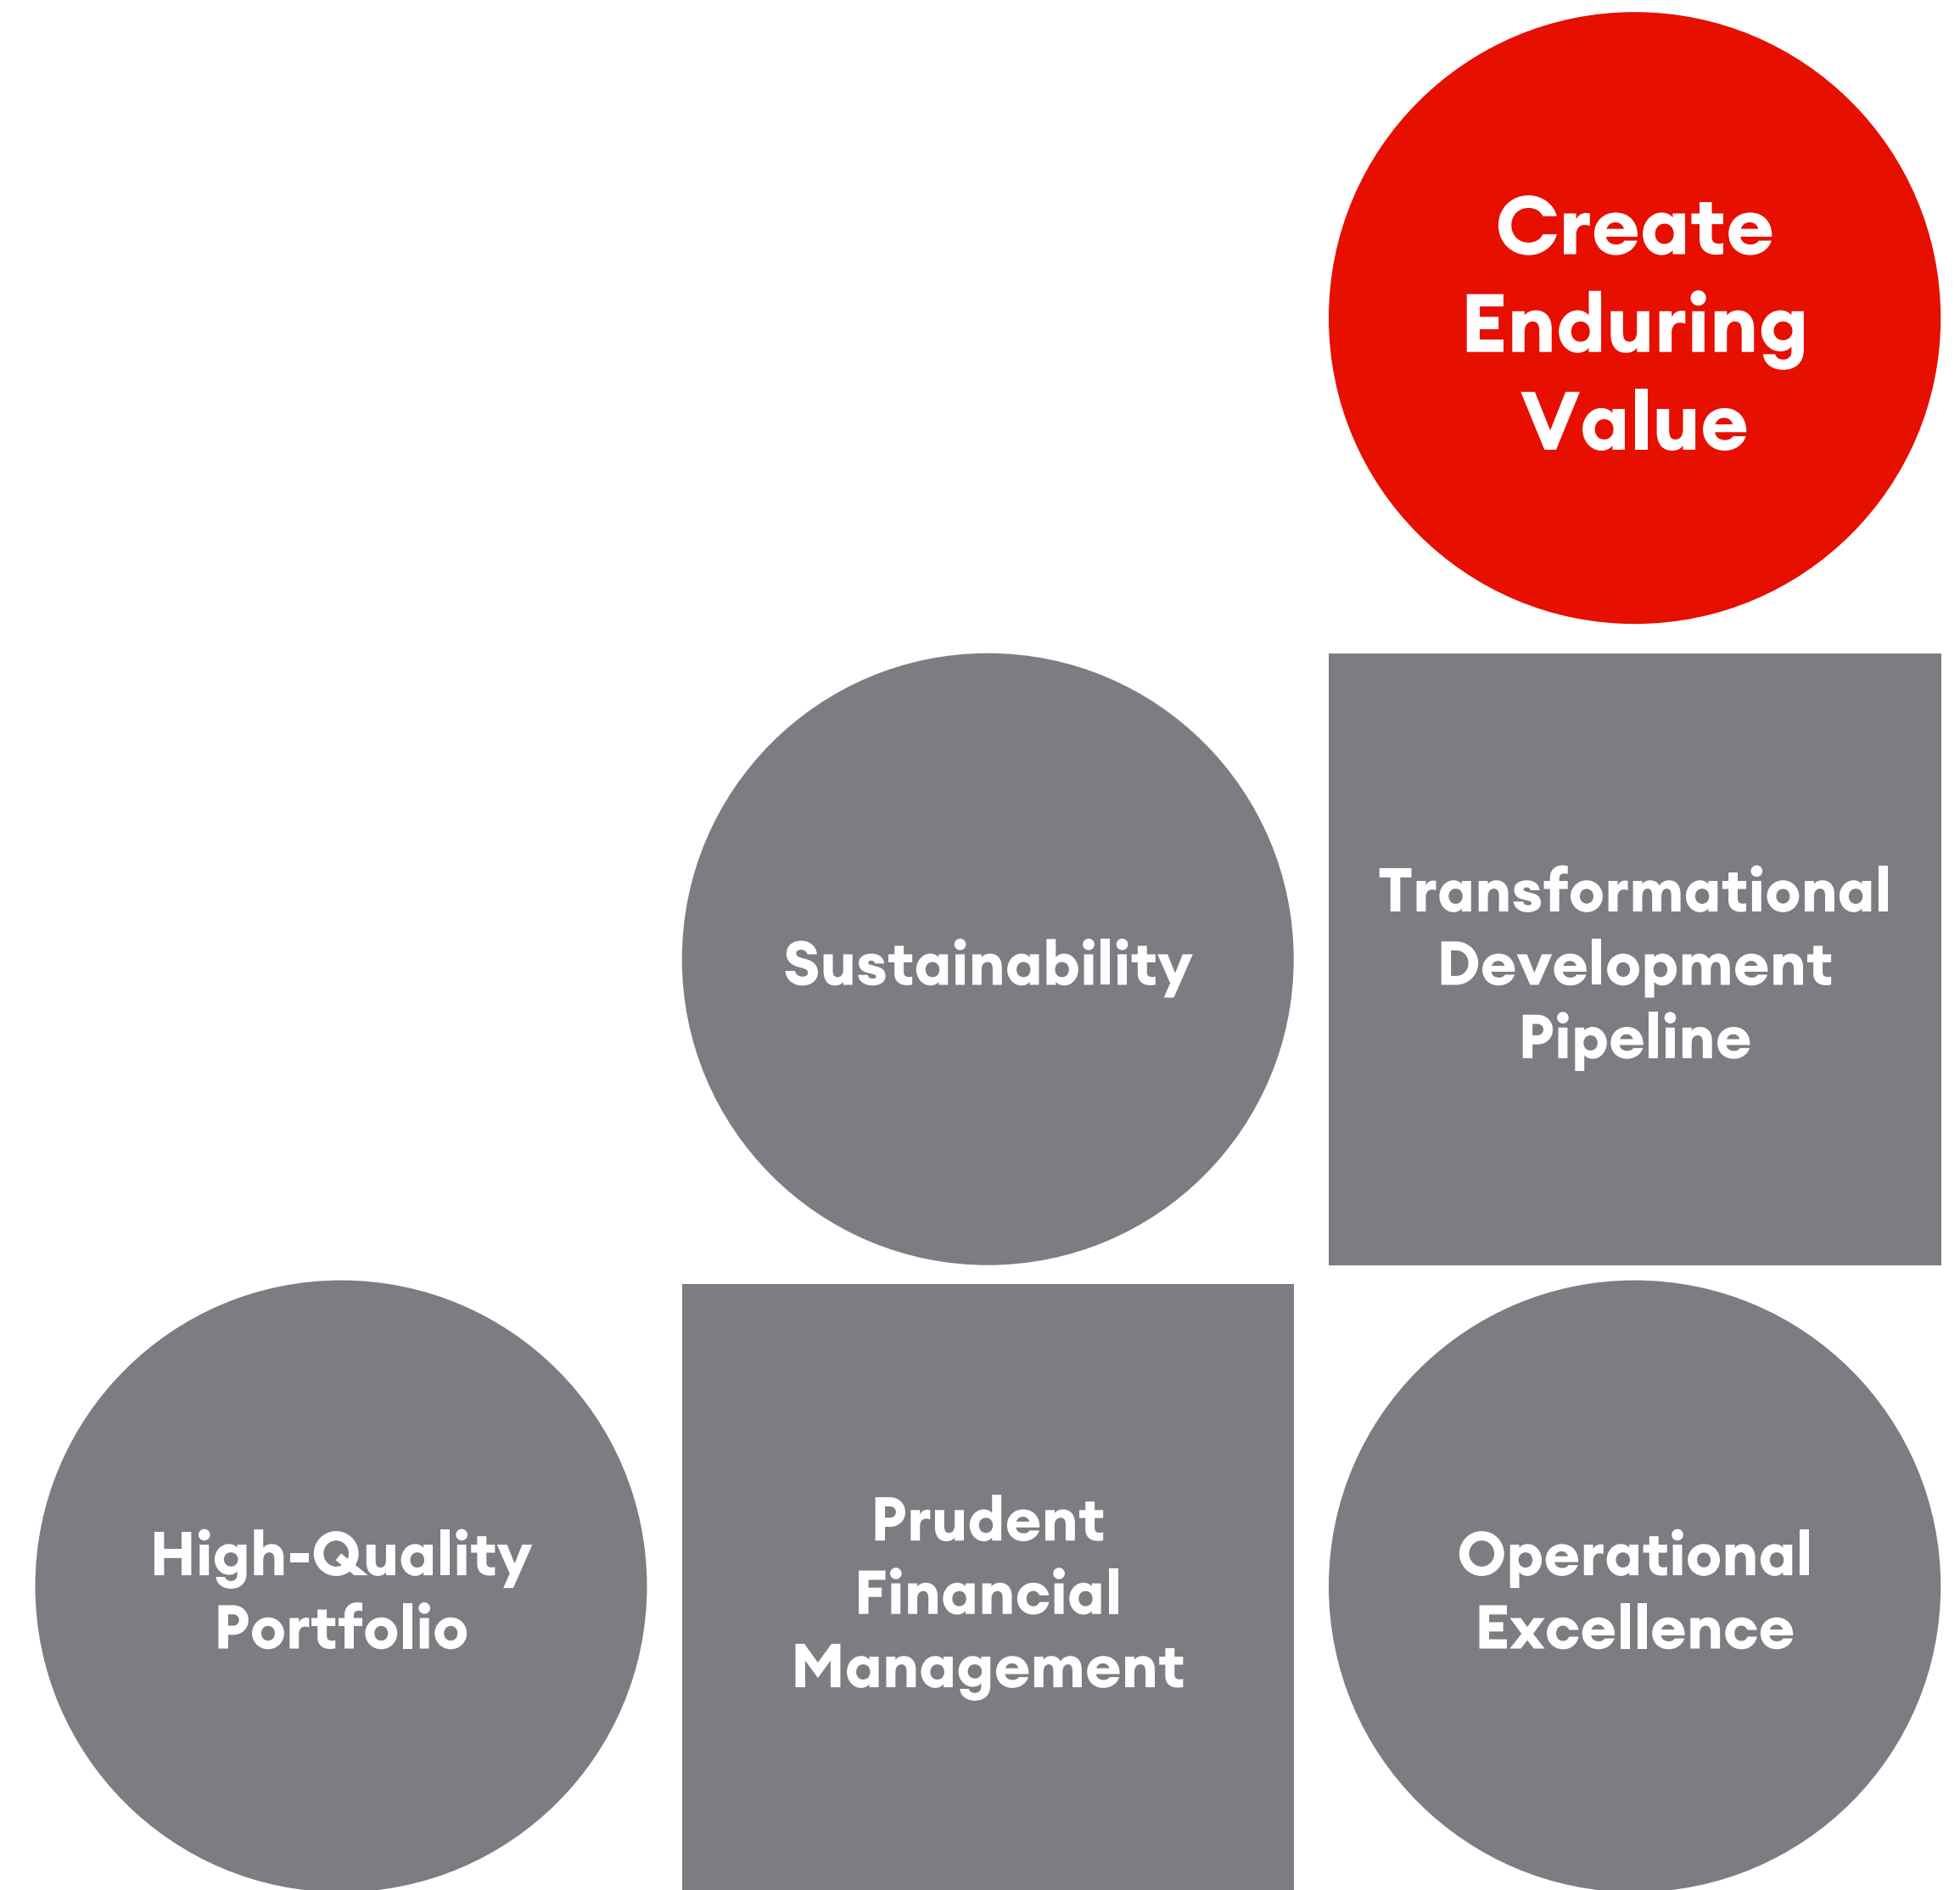 Create
Enduring
Value
Sustainability
Transformational
Development
Pipeline
High-Quality
Portfolio
Prudent
Financial
Management
Operational
Excellence